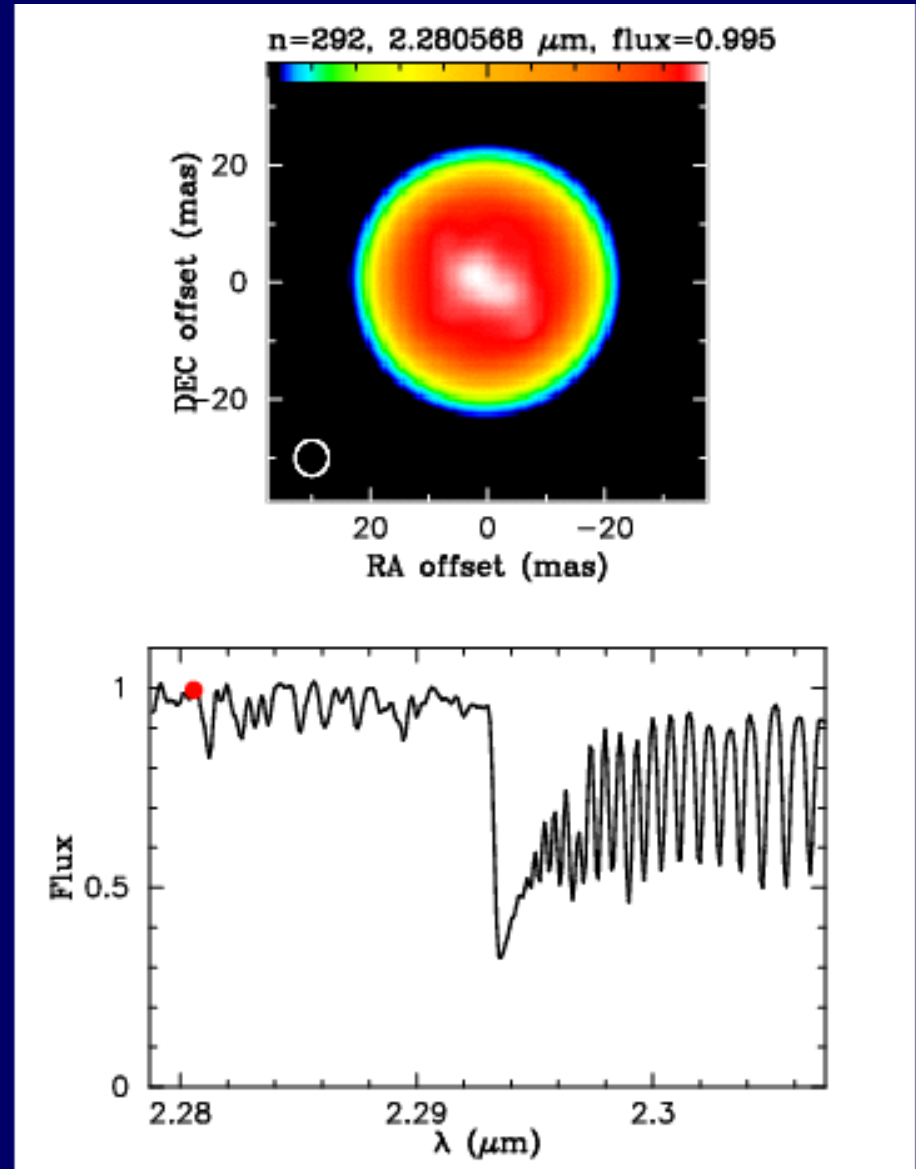 n=292, 2.280568 μm, flux=0.995
DEC offset (mas)
20
0
−20
20 0 −20
RA offset (mas)
Flux
1
0.5
0
2.28 2.29 2.3
λ (μm)